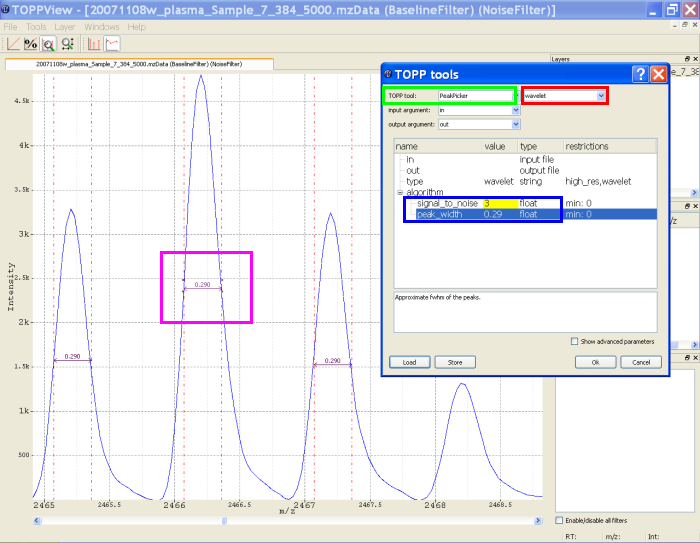 TOPPView - [20071108w_plasma_Sample_7_384_5000.mzData (BaselineFilter) (NoiseFilter)]
File Tools Layer Windows Help
20071108w_plasma_Sample_7_384_5000.mzData (BaselineFilter) (NoiseFilter)
Layers
e_7_38
TOPP tools
TOPP tool: PeakPicker wavelet
input argument: in
output argument: out
name value type restrictions
in input file
out output file
type wavelet string high_res,wavelet
algorithm
signal_to_noise 3 float min: 0
peak_width 0.29 float min: 0
Approximate fwhm of the peaks.
Show advanced parameters
Load Store Ok Cancel
4.5k
4k
3.5k
3k
2.5k
2k
1.5k
1k
500
Intensity
0.290
0.290
0.290
2465 2465.5 2466 2466.5 2467 2467.5 2468 2468.5
m/z
Enable/disable all filters
RT: m/z: Int: